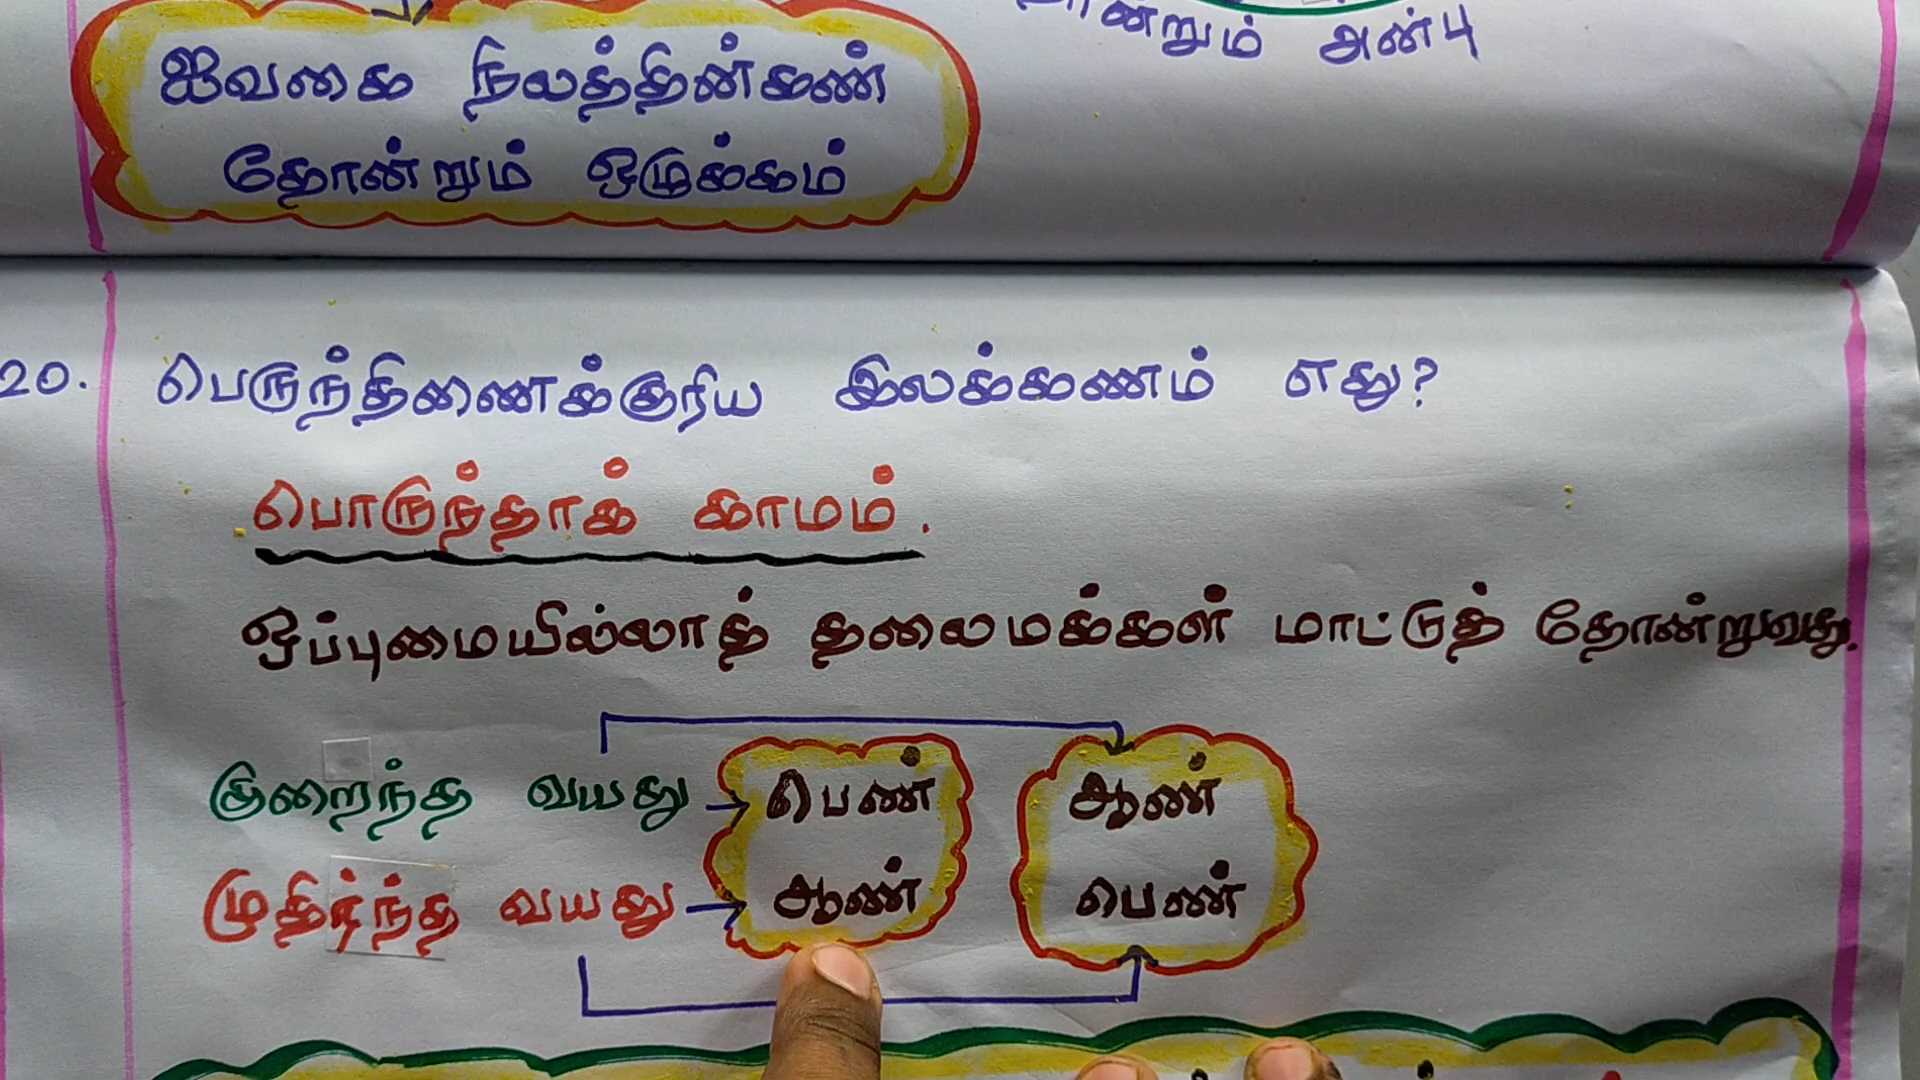 ஐவகை நிலத்தின்கண்
தோன்றும் ஒழுக்கம்
அன்பு
20. பெருந்திணைக்குரிய இலக்கணம் எது?
பொருந்தாக் காமம்.
ஒப்புமையில்லாத் தலைமக்கள் மாட்டுத் தோன்றுவது.
குறைந்த வயது பெண் ஆண்
முதிர்ந்த வயது ஆண் பெண்